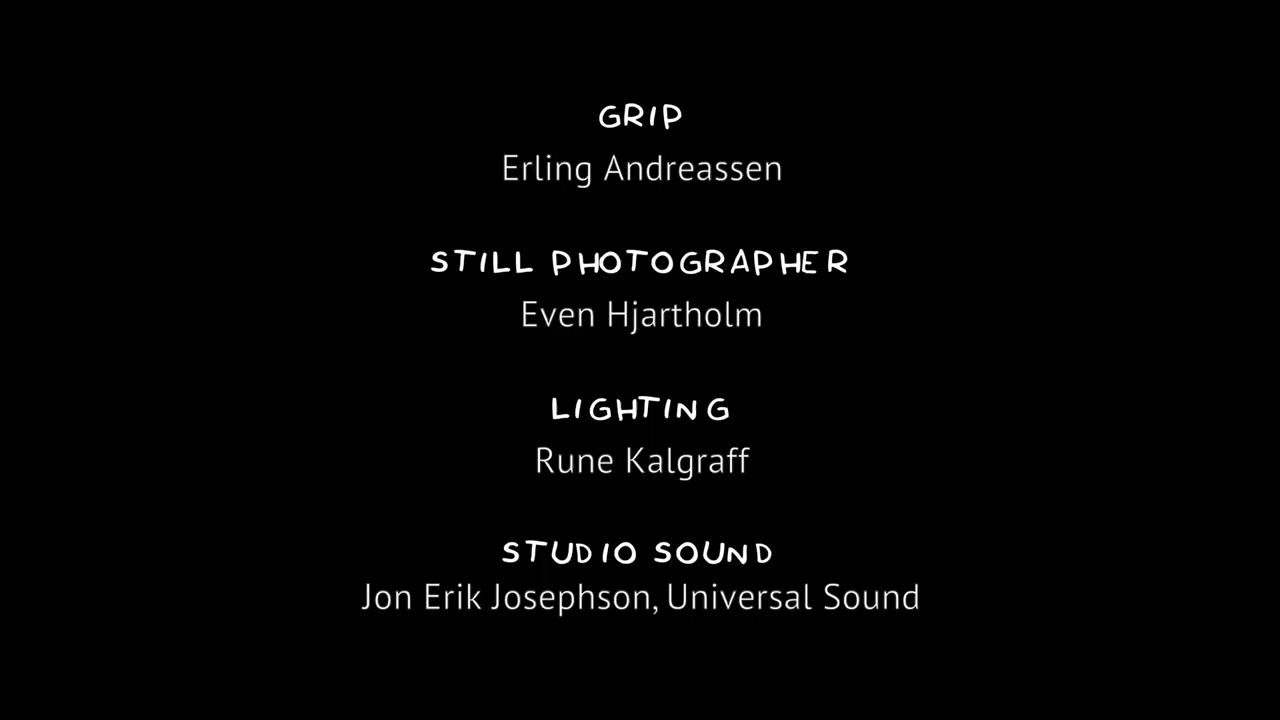 GRIP
Erling Andreassen
STILL PHOTOGRAPHER
Even Hjartholm
LIGHTING
Rune Kalgraff
STUDIO SOUND
Jon Erik Josephson, Universal Sound